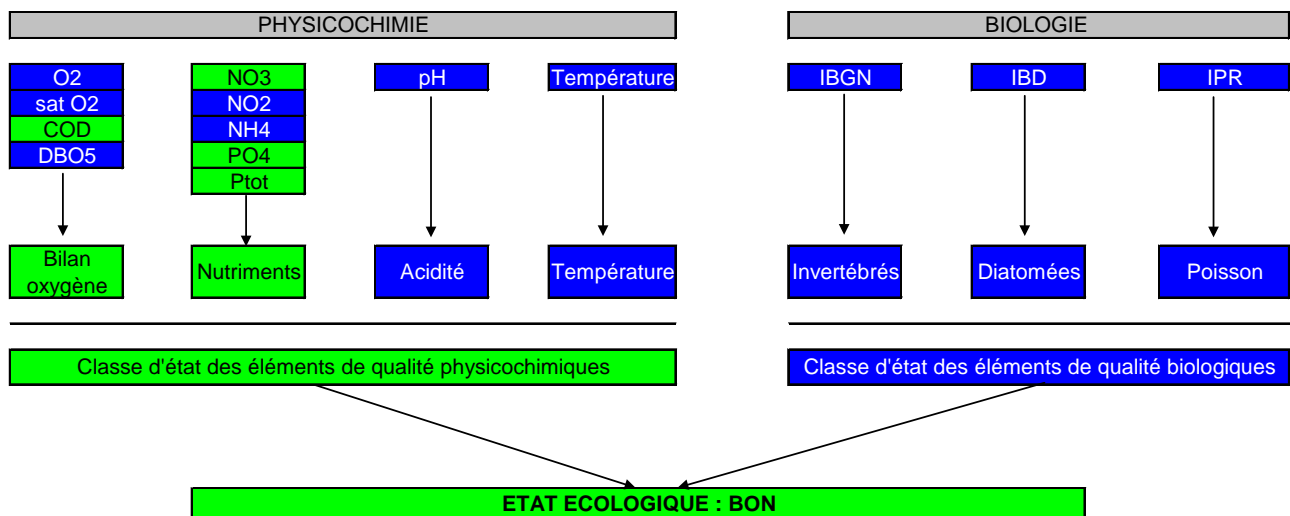 PHYSICOCHIMIE
BIOLOGIE
O2
sat O2
COD
DBO5
NO3
NO2
NH4
PO4
Ptot
pH
Température
IBGN
IBD
IPR
Bilan
oxygène
Nutriments
Acidité
Température
Invertébrés
Diatomées
Poisson
Classe d'état des éléments de qualité physicochimiques
Classe d'état des éléments de qualité biologiques
ETAT ECOLOGIQUE : BON